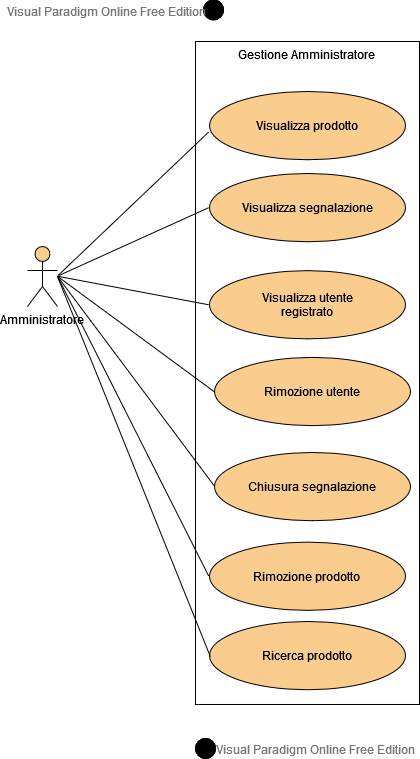 Visual Paradigm Online Free Edition
Gestione Amministratore
Visualizza prodotto
Visualizza segnalazione
Visualizza utente
registrato
Amministratore
Rimozione utente
Chiusura segnalazione
Rimozione prodotto
Ricerca prodotto
Visual Paradigm Online Free Edition